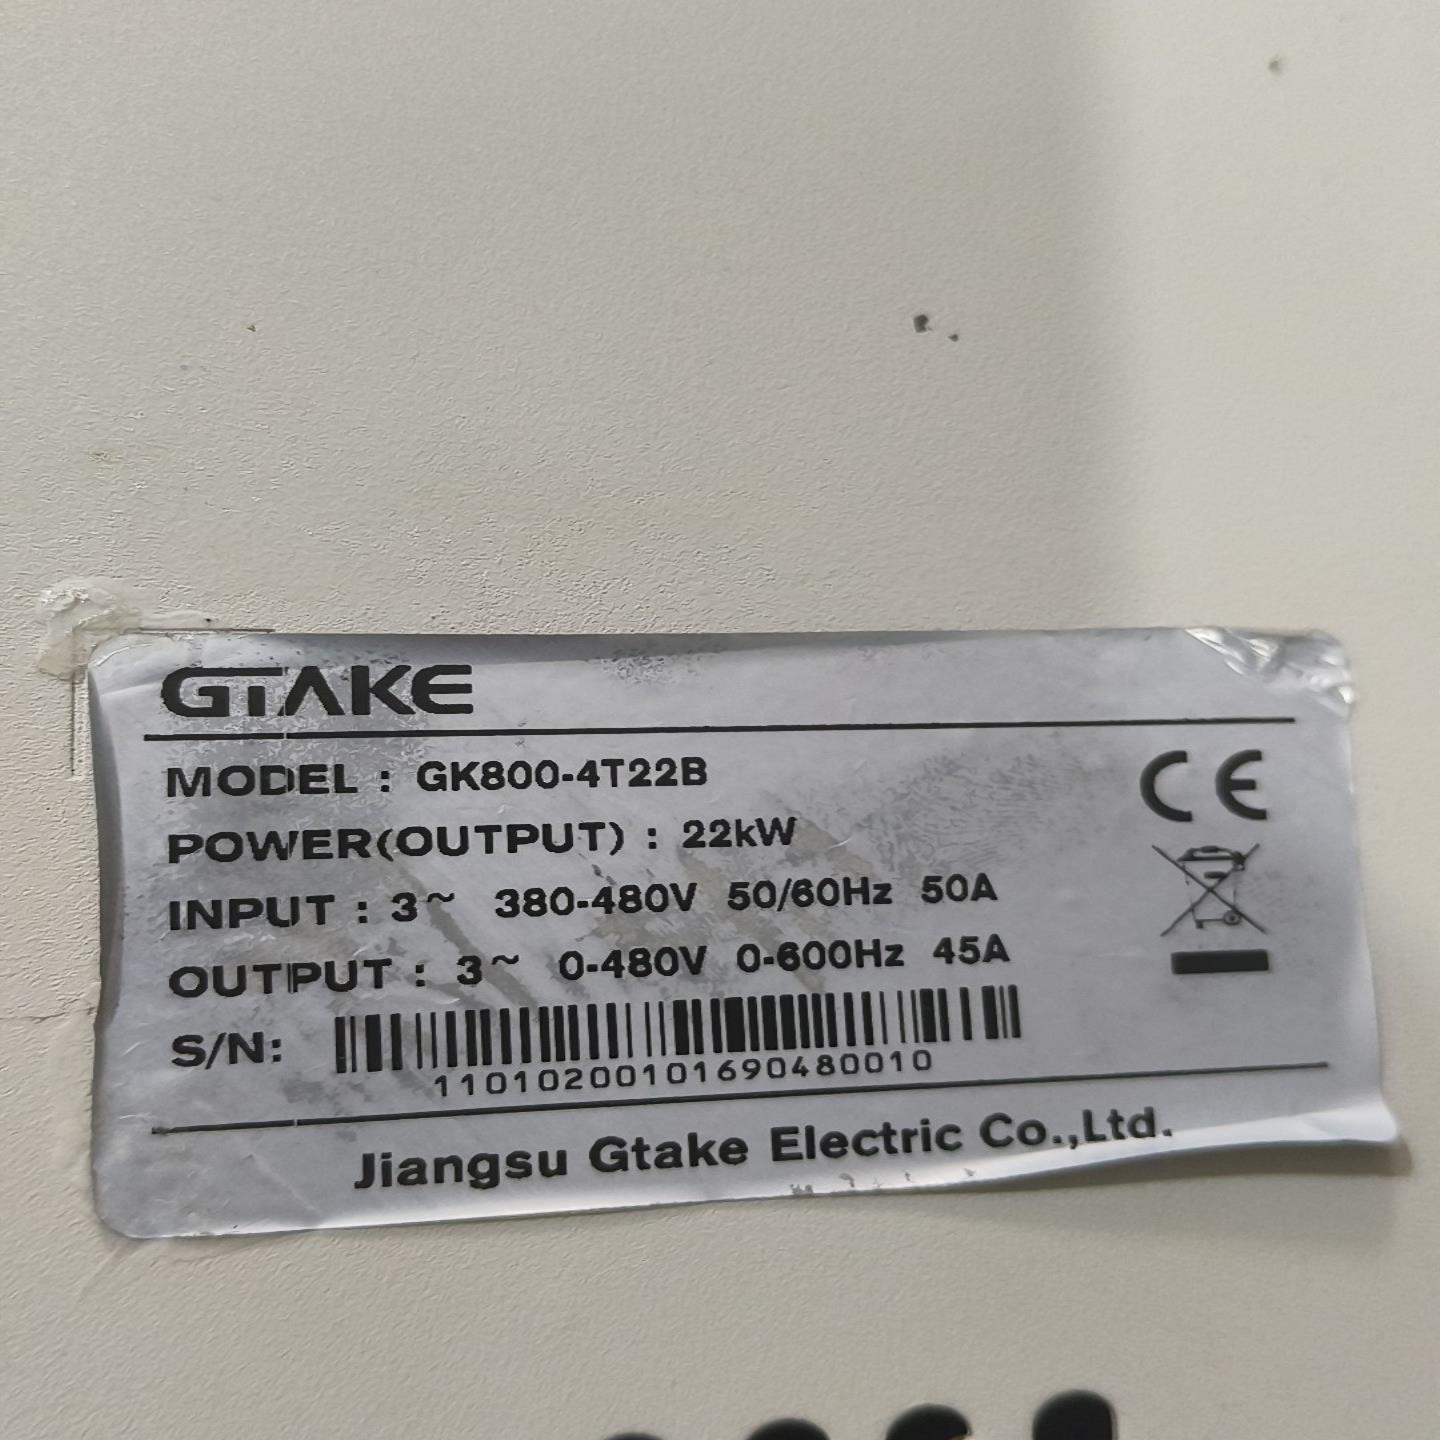 GTAKE
MODEL : GK800-4T22B
POWER(OUTPUT) : 22kW
INPUT : 3~ 380-480V 50/60Hz 50A
OUTPUT : 3~ 0-480V 0-600Hz 45A
S/N:
11010200101690480010
Jiangsu Gtake Electric Co.,Ltd.
CE